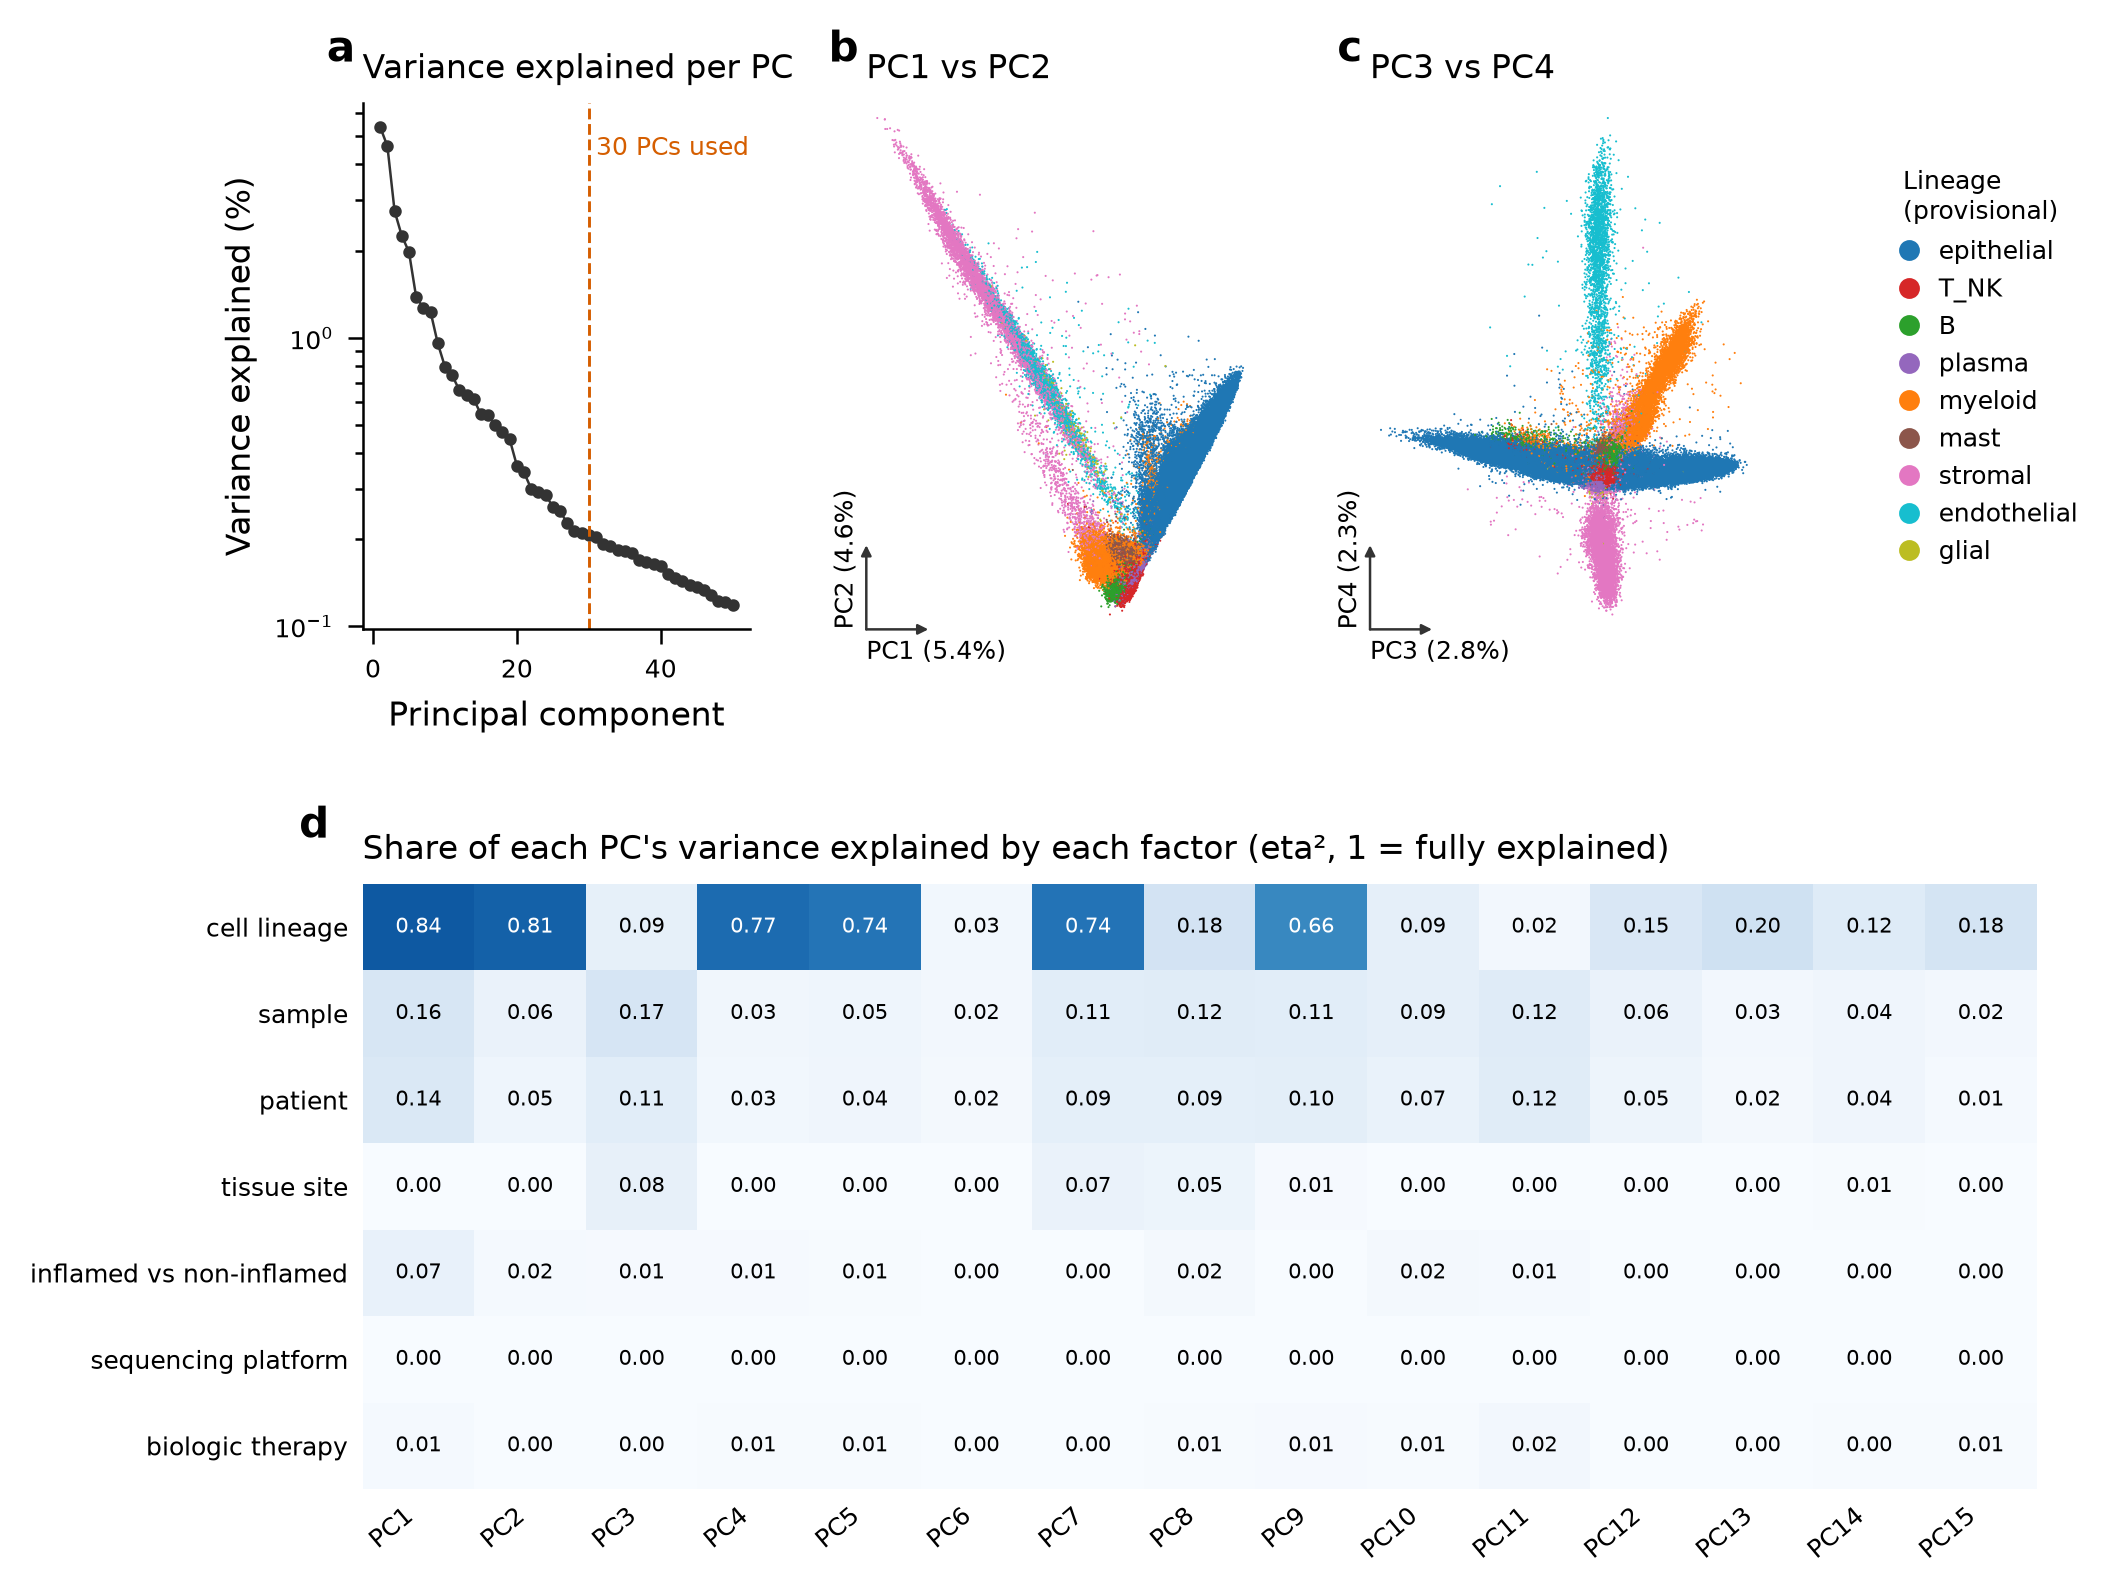 a
Variance explained per PC
Variance explained (%)
10⁰
10⁻¹
30 PCs used
0 20 40
Principal component
b
PC1 vs PC2
PC2 (4.6%)
PC1 (5.4%)
c
PC3 vs PC4
PC4 (2.3%)
PC3 (2.8%)
Lineage
(provisional)
epithelial
T_NK
B
plasma
myeloid
mast
stromal
endothelial
glial
d
Share of each PC's variance explained by each factor (eta², 1 = fully explained)
cell lineage 0.84 0.81 0.09 0.77 0.74 0.03 0.74 0.18 0.66 0.09 0.02 0.15 0.20 0.12 0.18
sample 0.16 0.06 0.17 0.03 0.05 0.02 0.11 0.12 0.11 0.09 0.12 0.06 0.03 0.04 0.02
patient 0.14 0.05 0.11 0.03 0.04 0.02 0.09 0.09 0.10 0.07 0.12 0.05 0.02 0.04 0.01
tissue site 0.00 0.00 0.08 0.00 0.00 0.00 0.07 0.05 0.01 0.00 0.00 0.00 0.00 0.01 0.00
inflamed vs non-inflamed 0.07 0.02 0.01 0.01 0.01 0.00 0.00 0.02 0.00 0.02 0.01 0.00 0.00 0.00 0.00
sequencing platform 0.00 0.00 0.00 0.00 0.00 0.00 0.00 0.00 0.00 0.00 0.00 0.00 0.00 0.00 0.00
biologic therapy 0.01 0.00 0.00 0.01 0.01 0.00 0.00 0.01 0.01 0.01 0.02 0.00 0.00 0.00 0.01
PC1 PC2 PC3 PC4 PC5 PC6 PC7 PC8 PC9 PC10 PC11 PC12 PC13 PC14 PC15